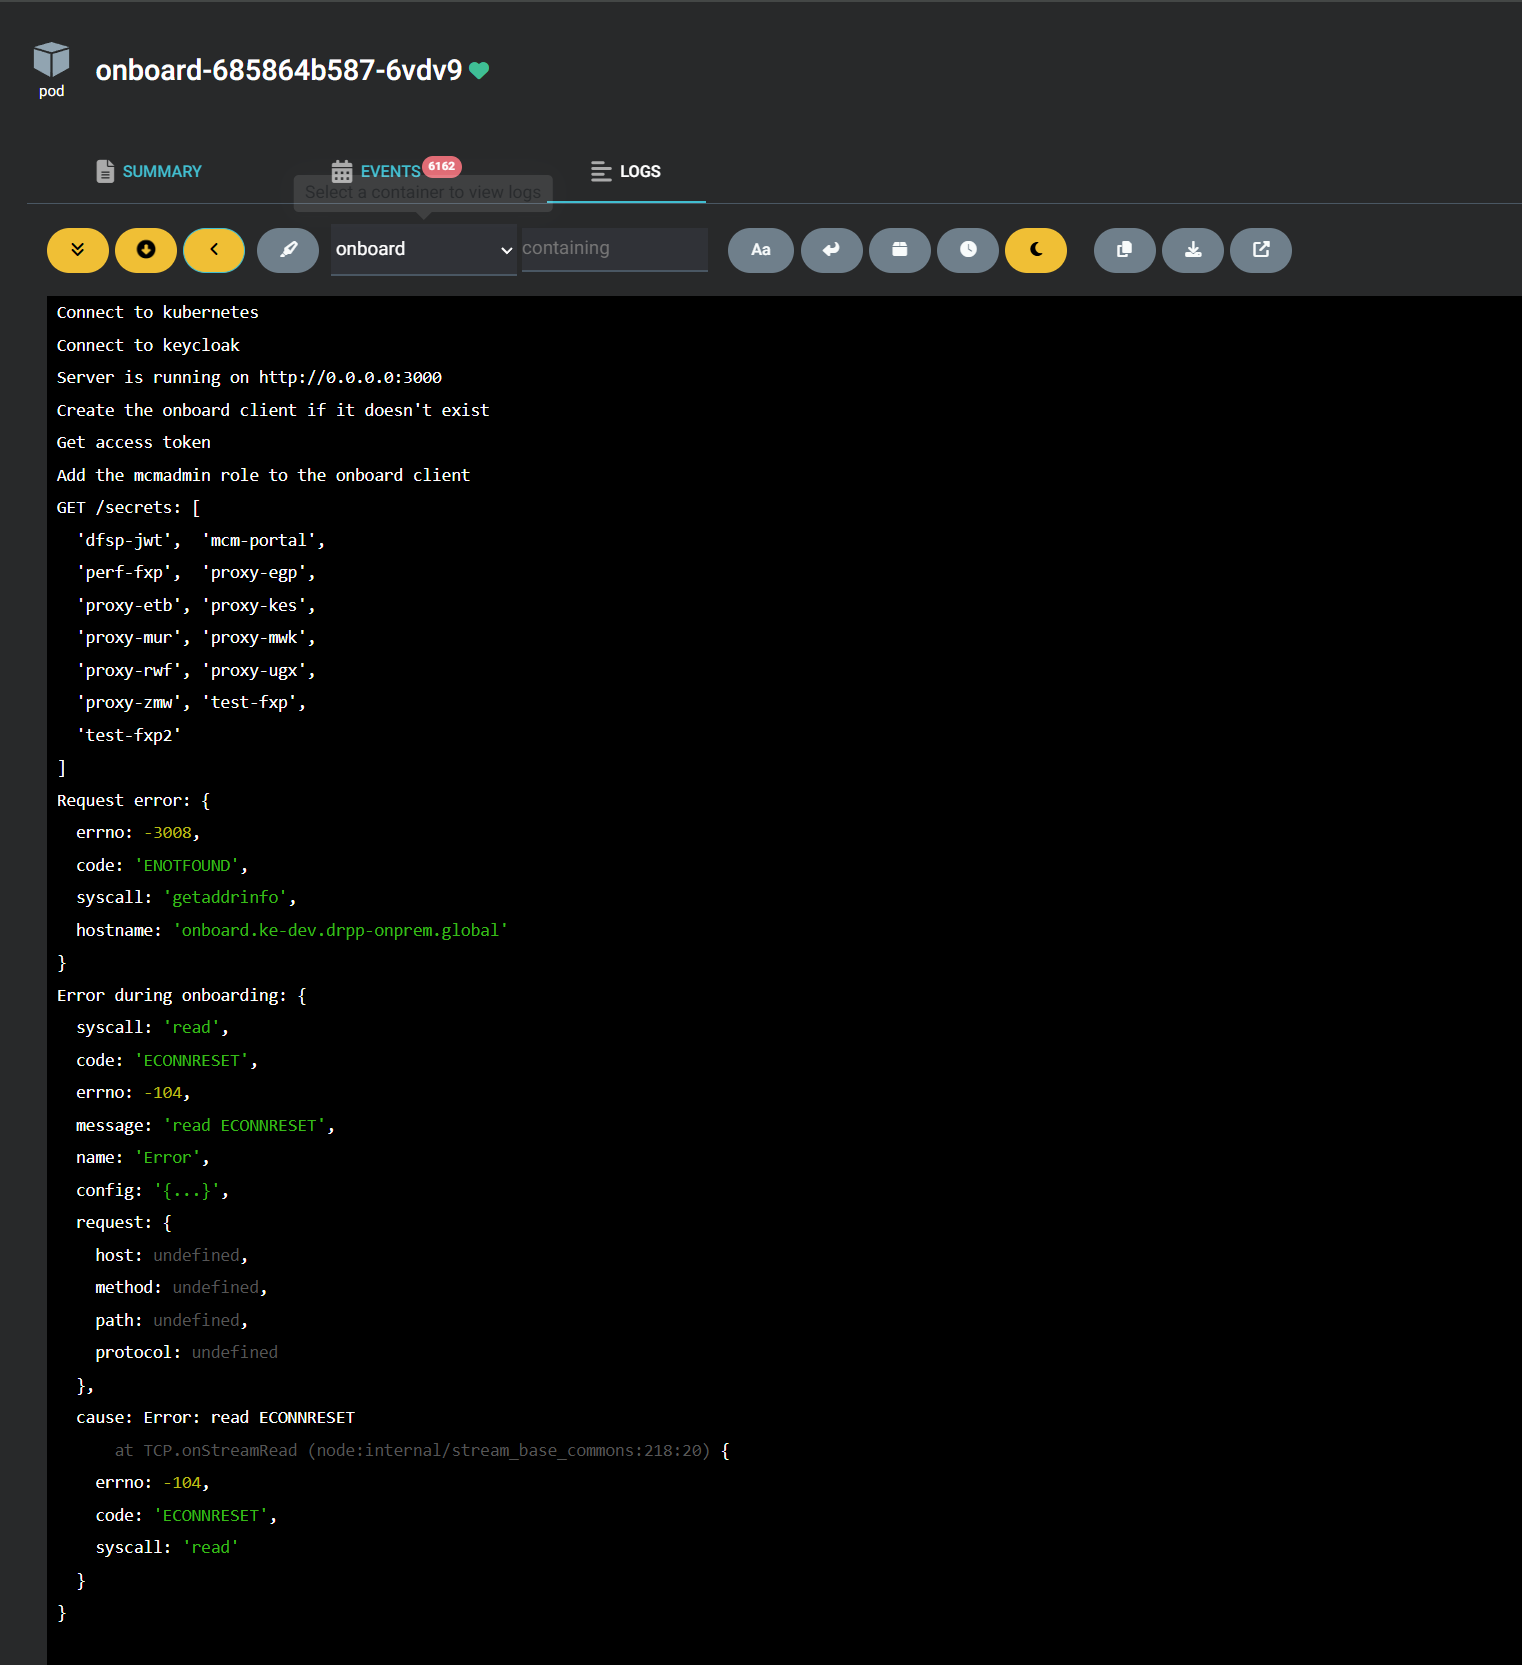 onboard-685864b587-6vdv9
pod
SUMMARY
EVENTS 6162
LOGS
Select a container to view logs
onboard
containing
Aa
Connect to kubernetes
Connect to keycloak
Server is running on http://0.0.0.0:3000
Create the onboard client if it doesn't exist
Get access token
Add the mcmadmin role to the onboard client
GET /secrets: [
  'dfsp-jwt',  'mcm-portal',
  'perf-fxp',  'proxy-egp',
  'proxy-etb', 'proxy-kes',
  'proxy-mur', 'proxy-mwk',
  'proxy-rwf', 'proxy-ugx',
  'proxy-zmw', 'test-fxp',
  'test-fxp2'
]
Request error: {
  errno: -3008,
  code: 'ENOTFOUND',
  syscall: 'getaddrinfo',
  hostname: 'onboard.ke-dev.drpp-onprem.global'
}
Error during onboarding: {
  syscall: 'read',
  code: 'ECONNRESET',
  errno: -104,
  message: 'read ECONNRESET',
  name: 'Error',
  config: '{...}',
  request: {
    host: undefined,
    method: undefined,
    path: undefined,
    protocol: undefined
  },
  cause: Error: read ECONNRESET
      at TCP.onStreamRead (node:internal/stream_base_commons:218:20) {
    errno: -104,
    code: 'ECONNRESET',
    syscall: 'read'
  }
}